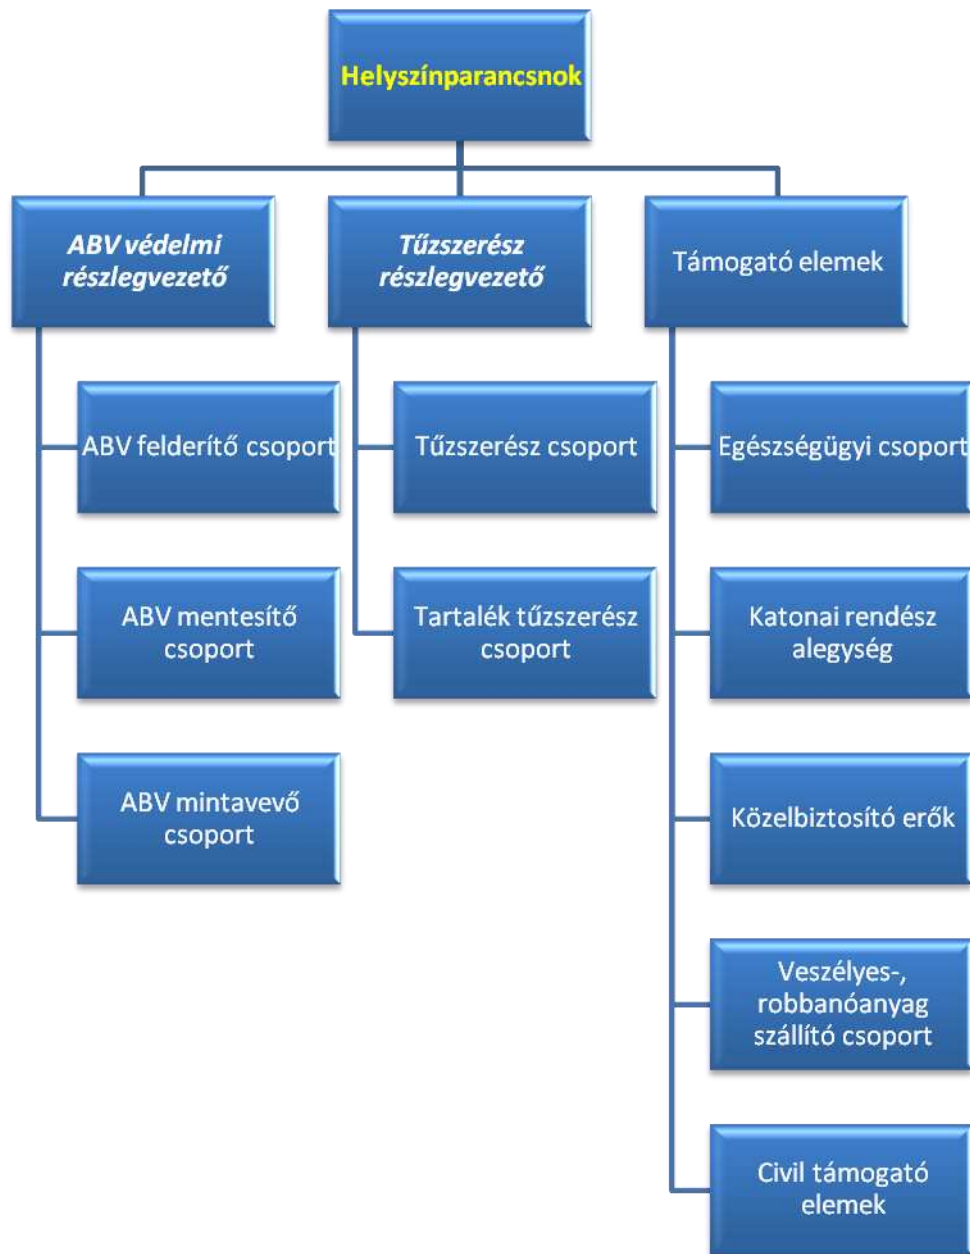 Helyszínparancsnok
ABV védelmi
részlegvezető
Tűzszerész
részlegvezető
Támogató elemek
ABV felderítő csoport
ABV mentesítő
csoport
ABV mintavevő
csoport
Tűzszerész csoport
Tartalék tűzszerész
csoport
Egészségügyi csoport
Katonai rendész
alegység
Közelbiztosító erők
Veszélyes-,
robbanóanyag
szállító csoport
Civil támogató
elemek